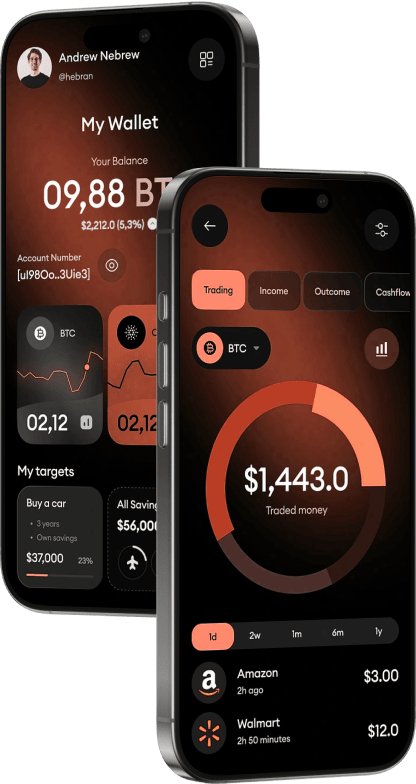 Andrew Nebrew
@hebran
My Wallet
Your Balance
09,88 BT
$2,212.0 (5,3%)
Account Number
[ul98Oo..3Uie3]
BTC
C
02,12
02,12
My targets
Buy a car
• 3 years
• Own savings
$37,000
23%
All Saving
$56,000
Trading
Income
Outcome
Cashflow
BTC
$1,443.0
Traded money
1d
2w
1m
6m
1y
Amazon
$3.00
2h ago
Walmart
$12.0
2h 50 minutes